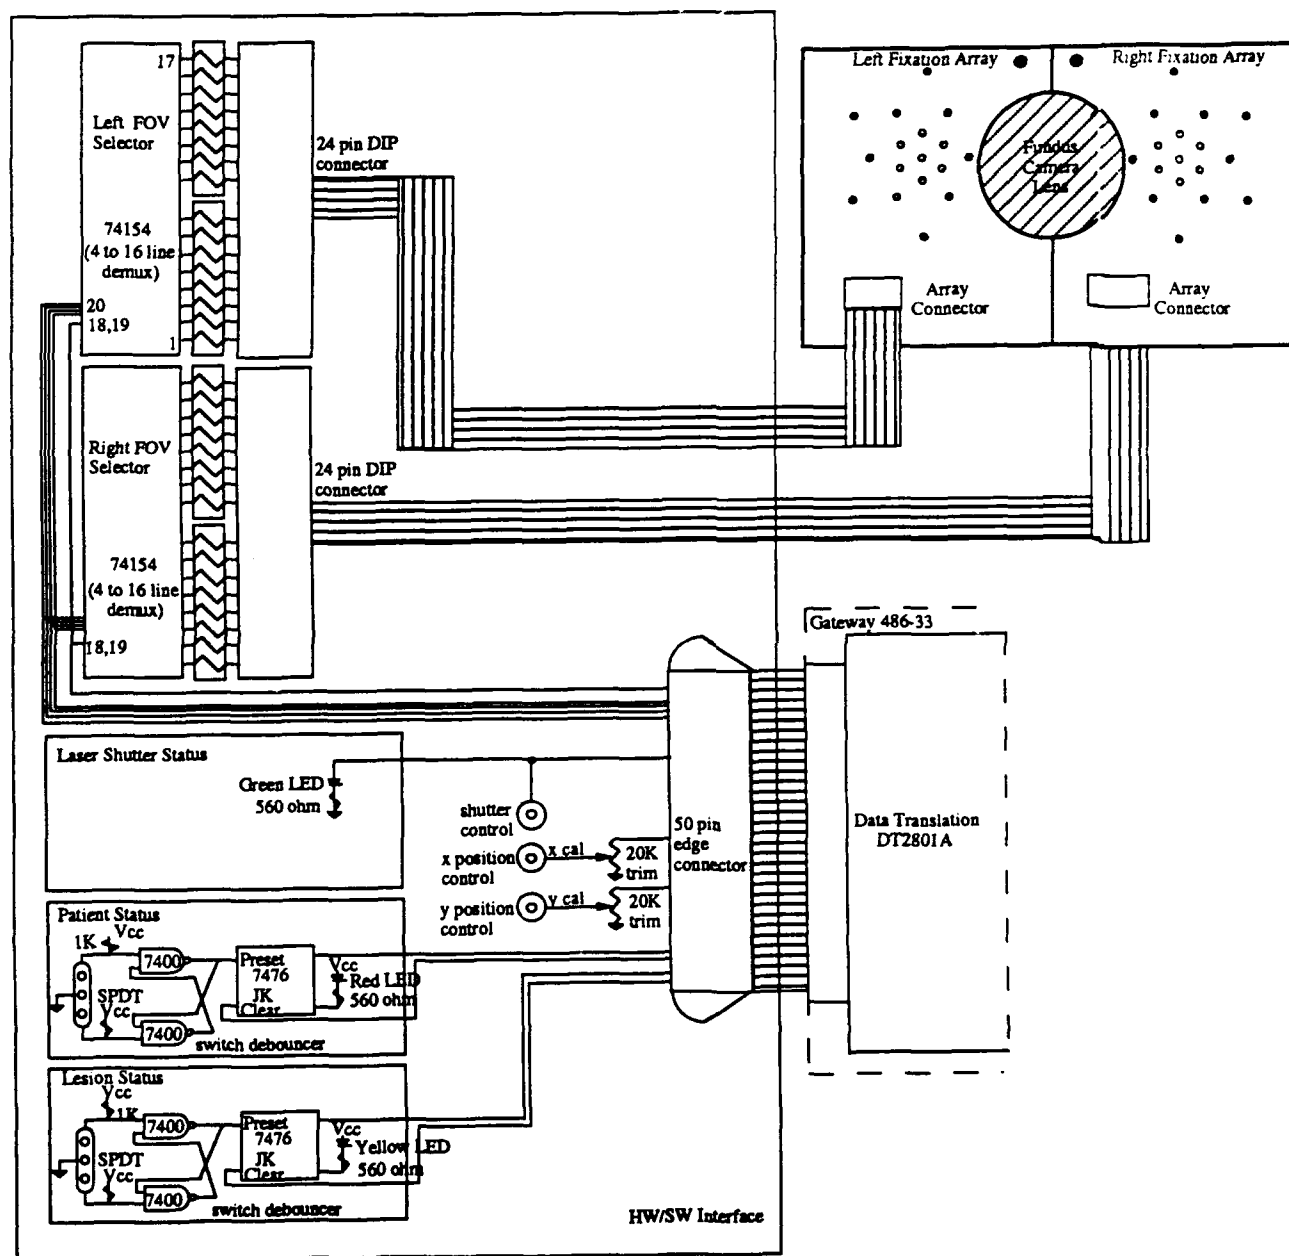 17
Left FOV
Selector
74154
(4 to 16 line
demux)
20
18,19
1
24 pin DIP
connector
Right FOV
Selector
74154
(4 to 16 line
demux)
18,19
24 pin DIP
connector
Left Fixation Array
Right Fixation Array
Fundus
Camera
Lens
Array
Connector
Array
Connector
Gateway 486-33
Data Translation
DT2801A
50 pin
edge
connector
Laser Shutter Status
Green LED
560 ohm
shutter
control
x position
control
x cal
20K
trim
y position
control
y cal
20K
trim
Patient Status
1K
Vcc
SPDT
Vcc
7400
7400
Preset
7476
JK
Clear
Vcc
Red LED
560 ohm
switch debouncer
Lesion Status
Vcc
1K
SPDT
Vcc
7400
7400
Preset
7476
JK
Clear
Vcc
Yellow LED
560 ohm
switch debouncer
HW/SW Interface